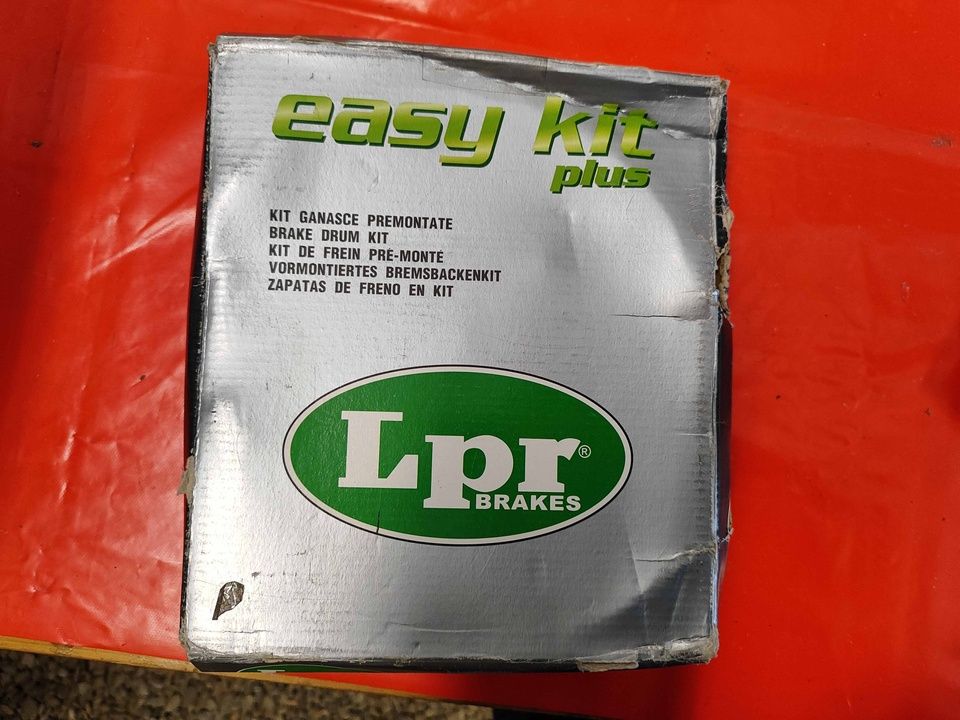 easy kit
plus
KIT GANASCE PREMONTATE
BRAKE DRUM KIT
KIT DE FREIN PRÉ-MONTÉ
VORMONTIERTES BREMSBACKENKIT
ZAPATAS DE FRENO EN KIT
Lpr®
BRAKES